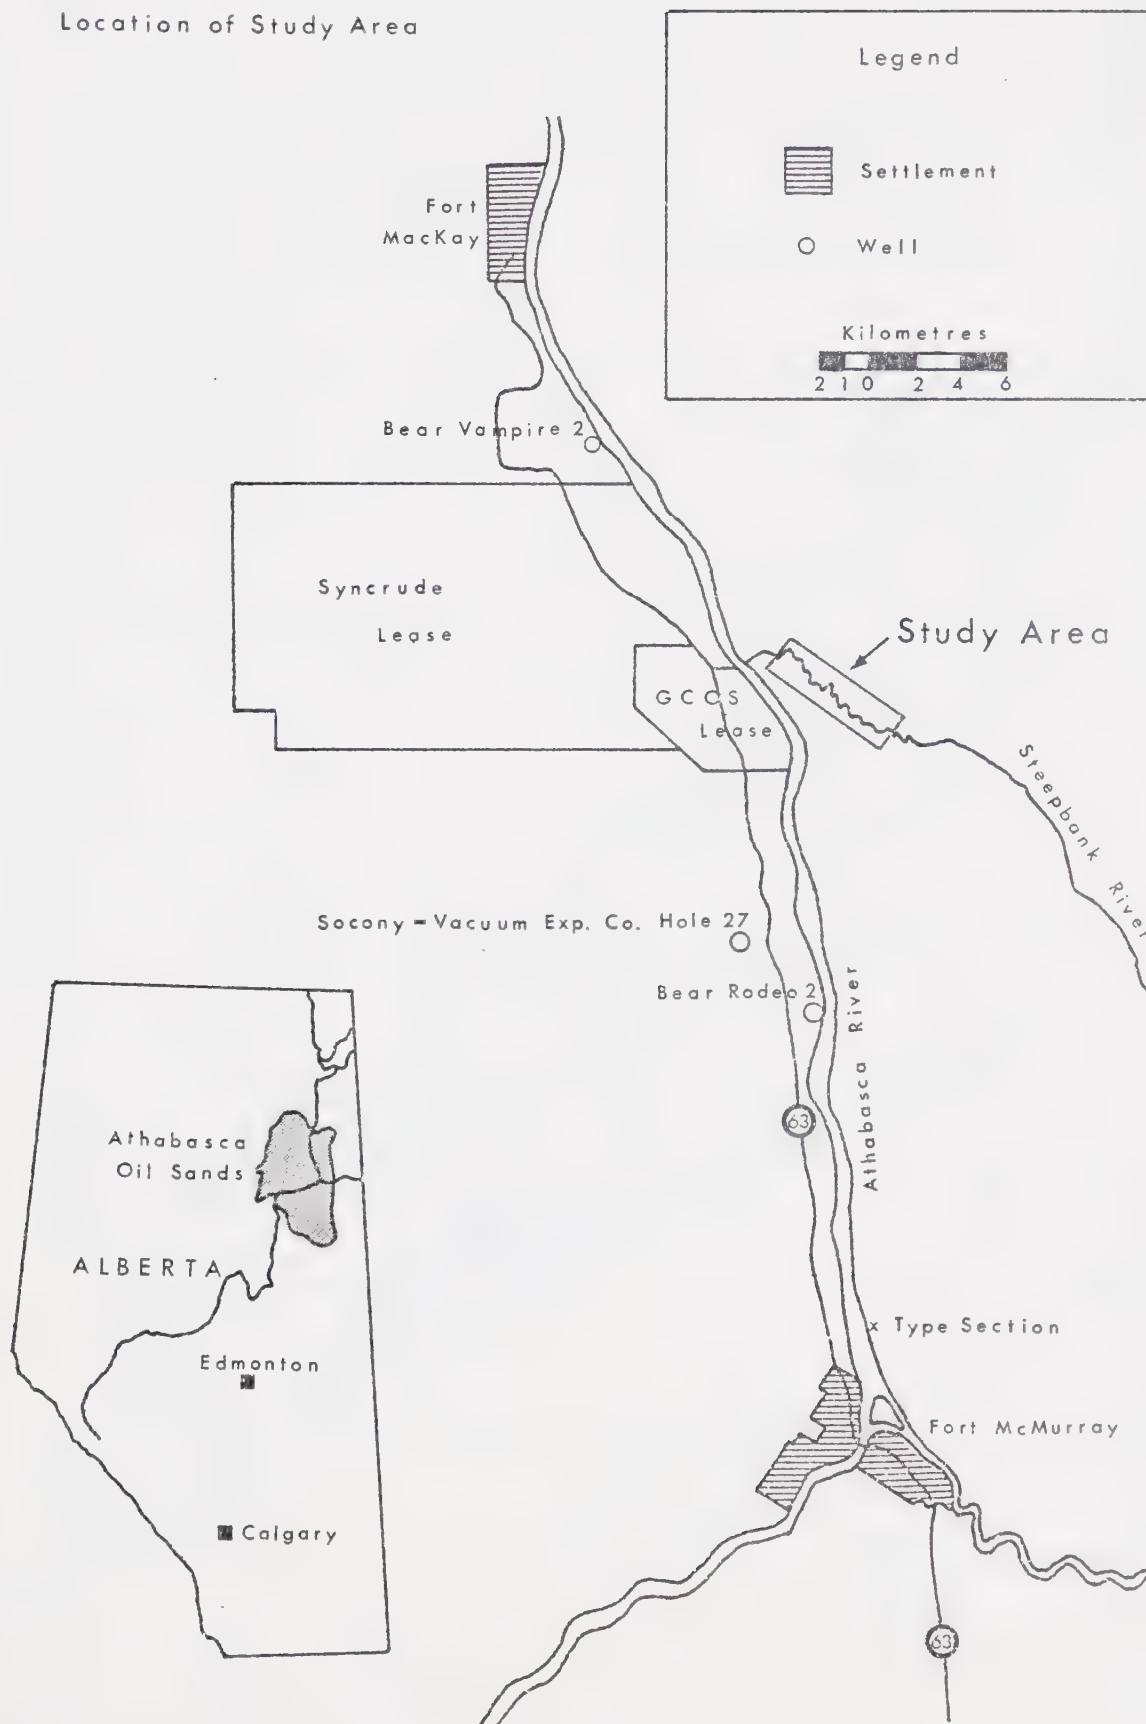 Location of Study Area
Legend
Settlement
Well
Kilometres
2 1 0 2 4 6
Fort
MacKay
Bear Vampire 2
Syncrude
Lease
Study Area
GCOS
Lease
Steepbank River
Socony-Vacuum Exp. Co. Hole 27
Bear Rodeo 2
Athabasca River
63
Athabasca
Oil Sands
ALBERTA
Edmonton
Calgary
x Type Section
Fort McMurray
63